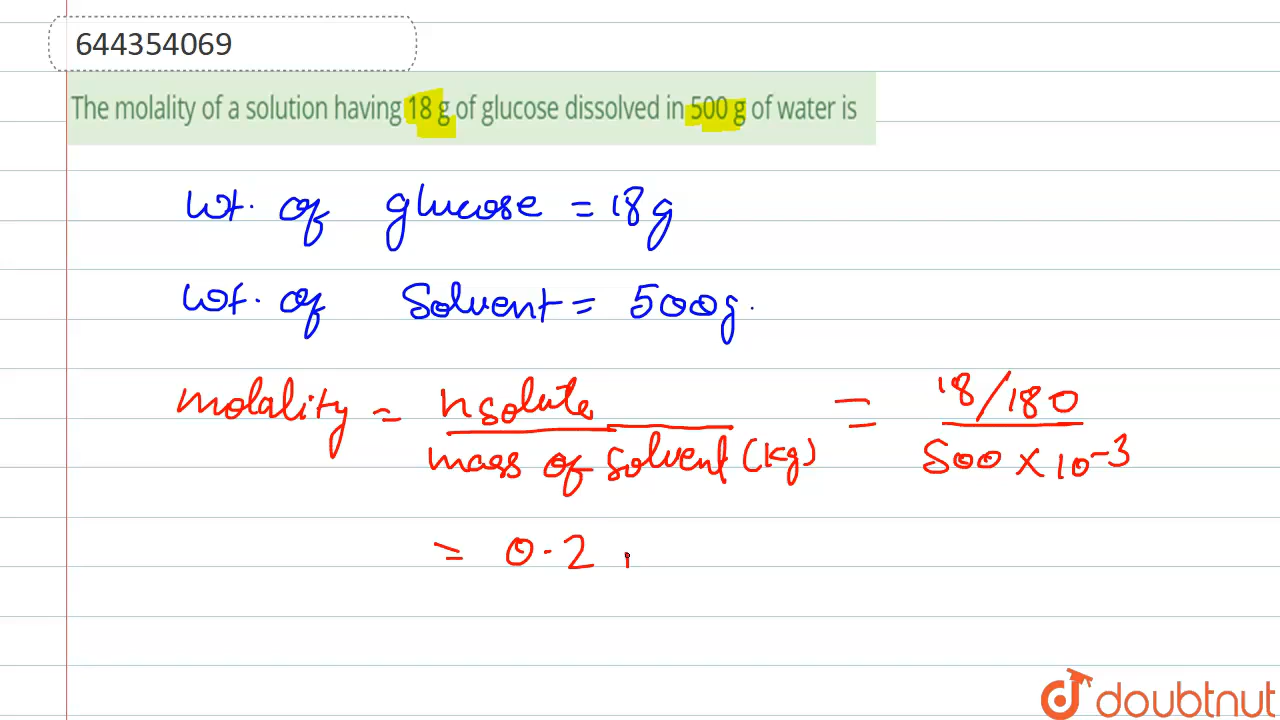 644354069
The molality of a solution having 18 g of glucose dissolved in 500 g of water is
wt. of glucose = 18g
wt. of Solvent = 500g.
molality = nsolute / mass of solvent (kg) = 18/180 / 500 × 10⁻³
= 0.2
doubtnut